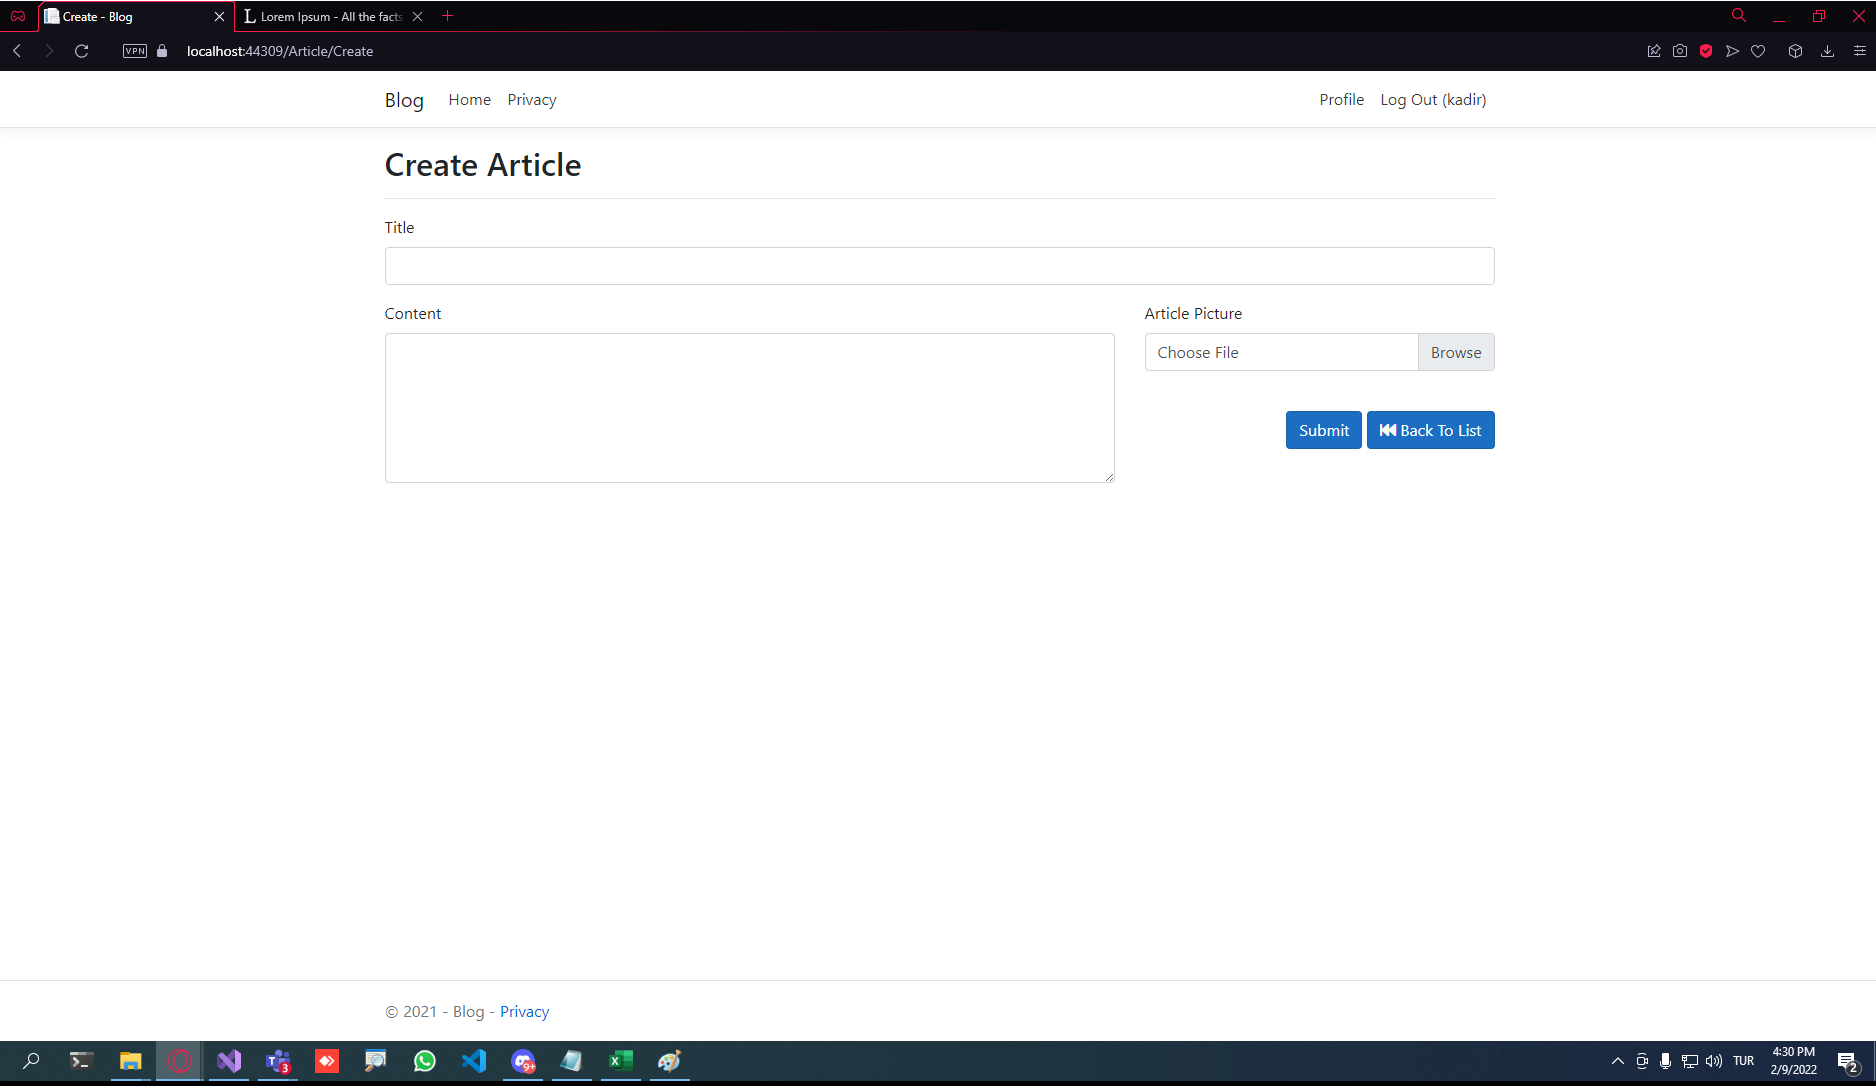 Create - Blog
Lorem Ipsum - All the facts
VPN
localhost:44309/Article/Create
Blog Home Privacy Profile Log Out (kadir)
Create Article
Title
Content
Article Picture
Choose File Browse
Submit Back To List
© 2021 - Blog - Privacy
3
9+
TUR
4:30 PM
2/9/2022
2